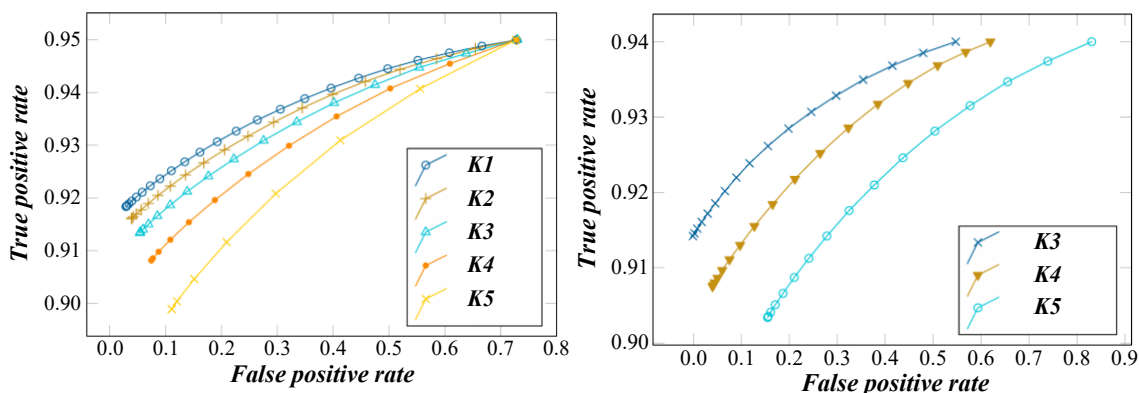 0.95
0.94
0.93
0.92
0.91
0.90
True positive rate
0.0 0.1 0.2 0.3 0.4 0.5 0.6 0.7 0.8
False positive rate
K1
K2
K3
K4
K5
0.94
0.93
0.92
0.91
0.90
True positive rate
0.0 0.1 0.2 0.3 0.4 0.5 0.6 0.7 0.8 0.9
False positive rate
K3
K4
K5